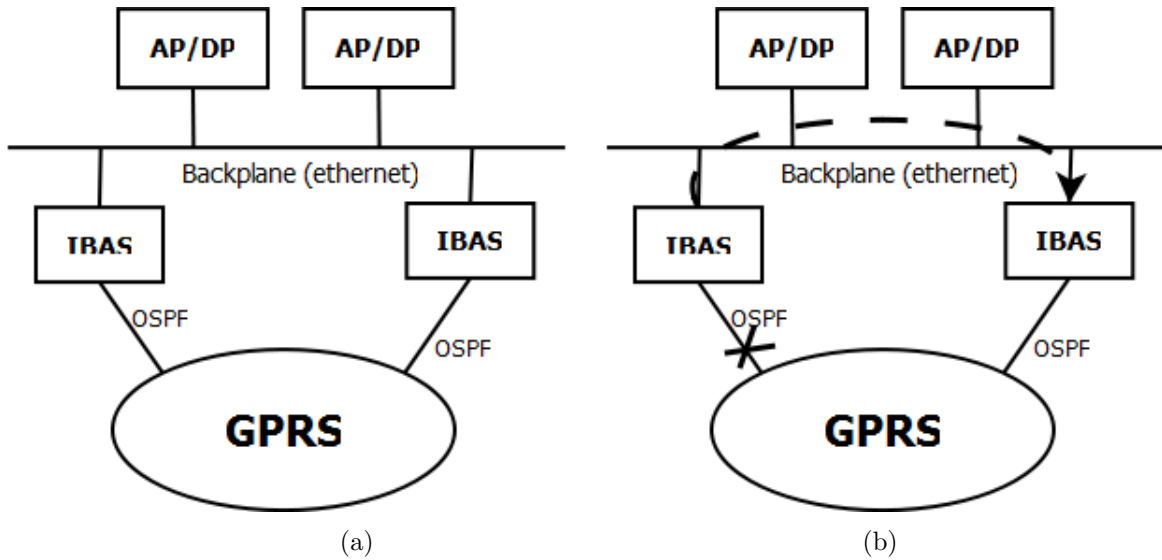 AP/DP
AP/DP
Backplane (ethernet)
IBAS
IBAS
OSPF
OSPF
GPRS
(a)
AP/DP
AP/DP
Backplane (ethernet)
IBAS
IBAS
OSPF
OSPF
GPRS
(b)